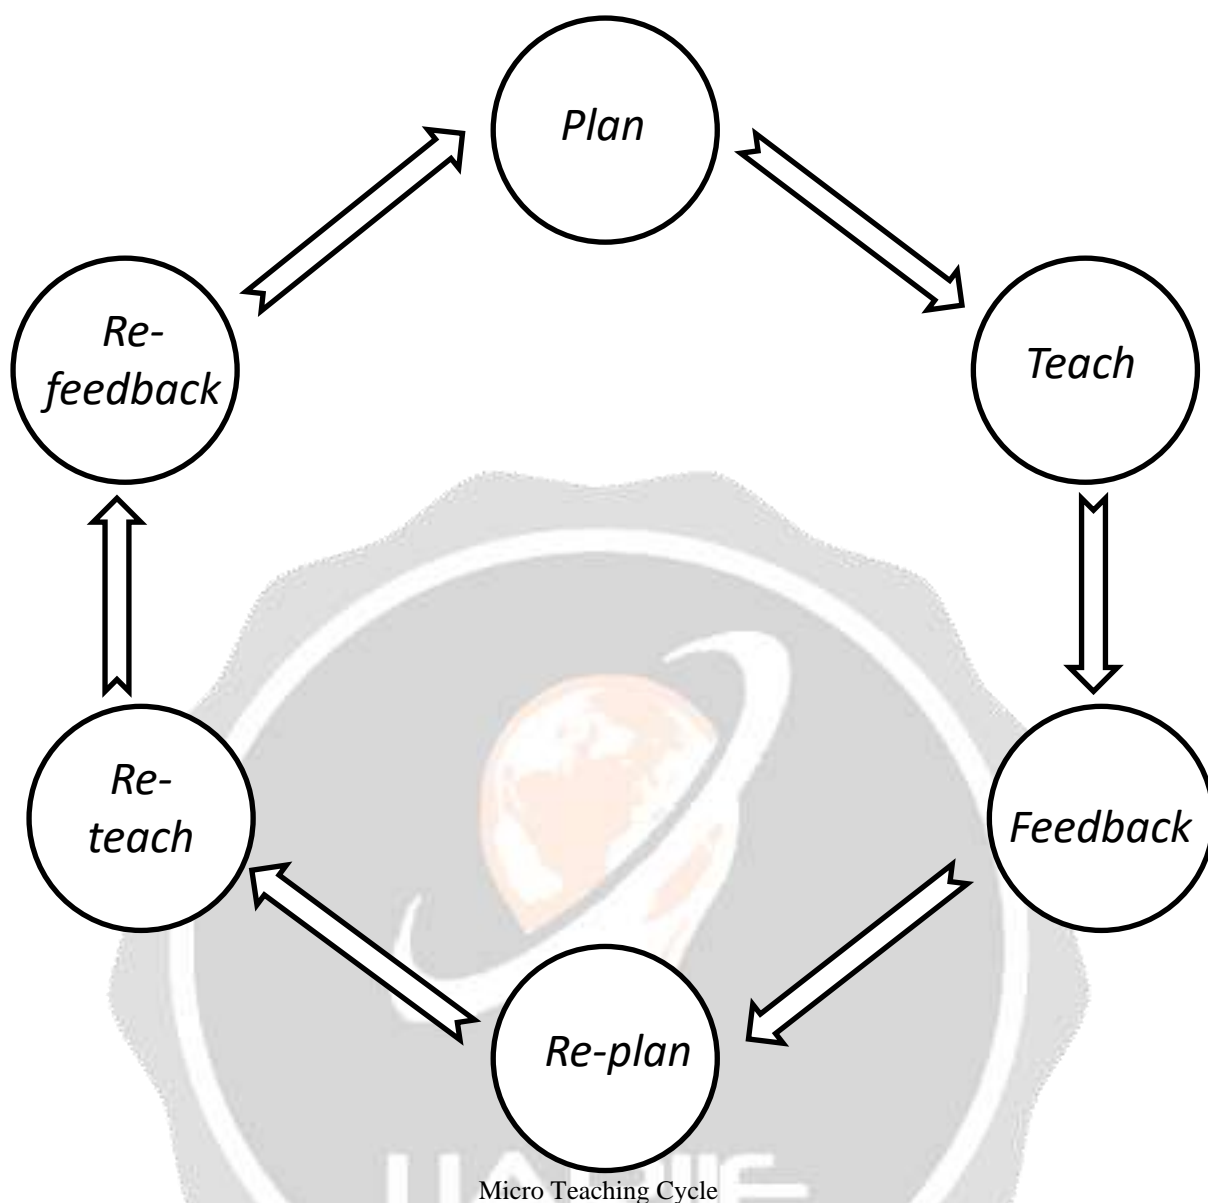 Plan
Teach
Feedback
Re-plan
Re-
teach
Re-
feedback
Micro Teaching Cycle